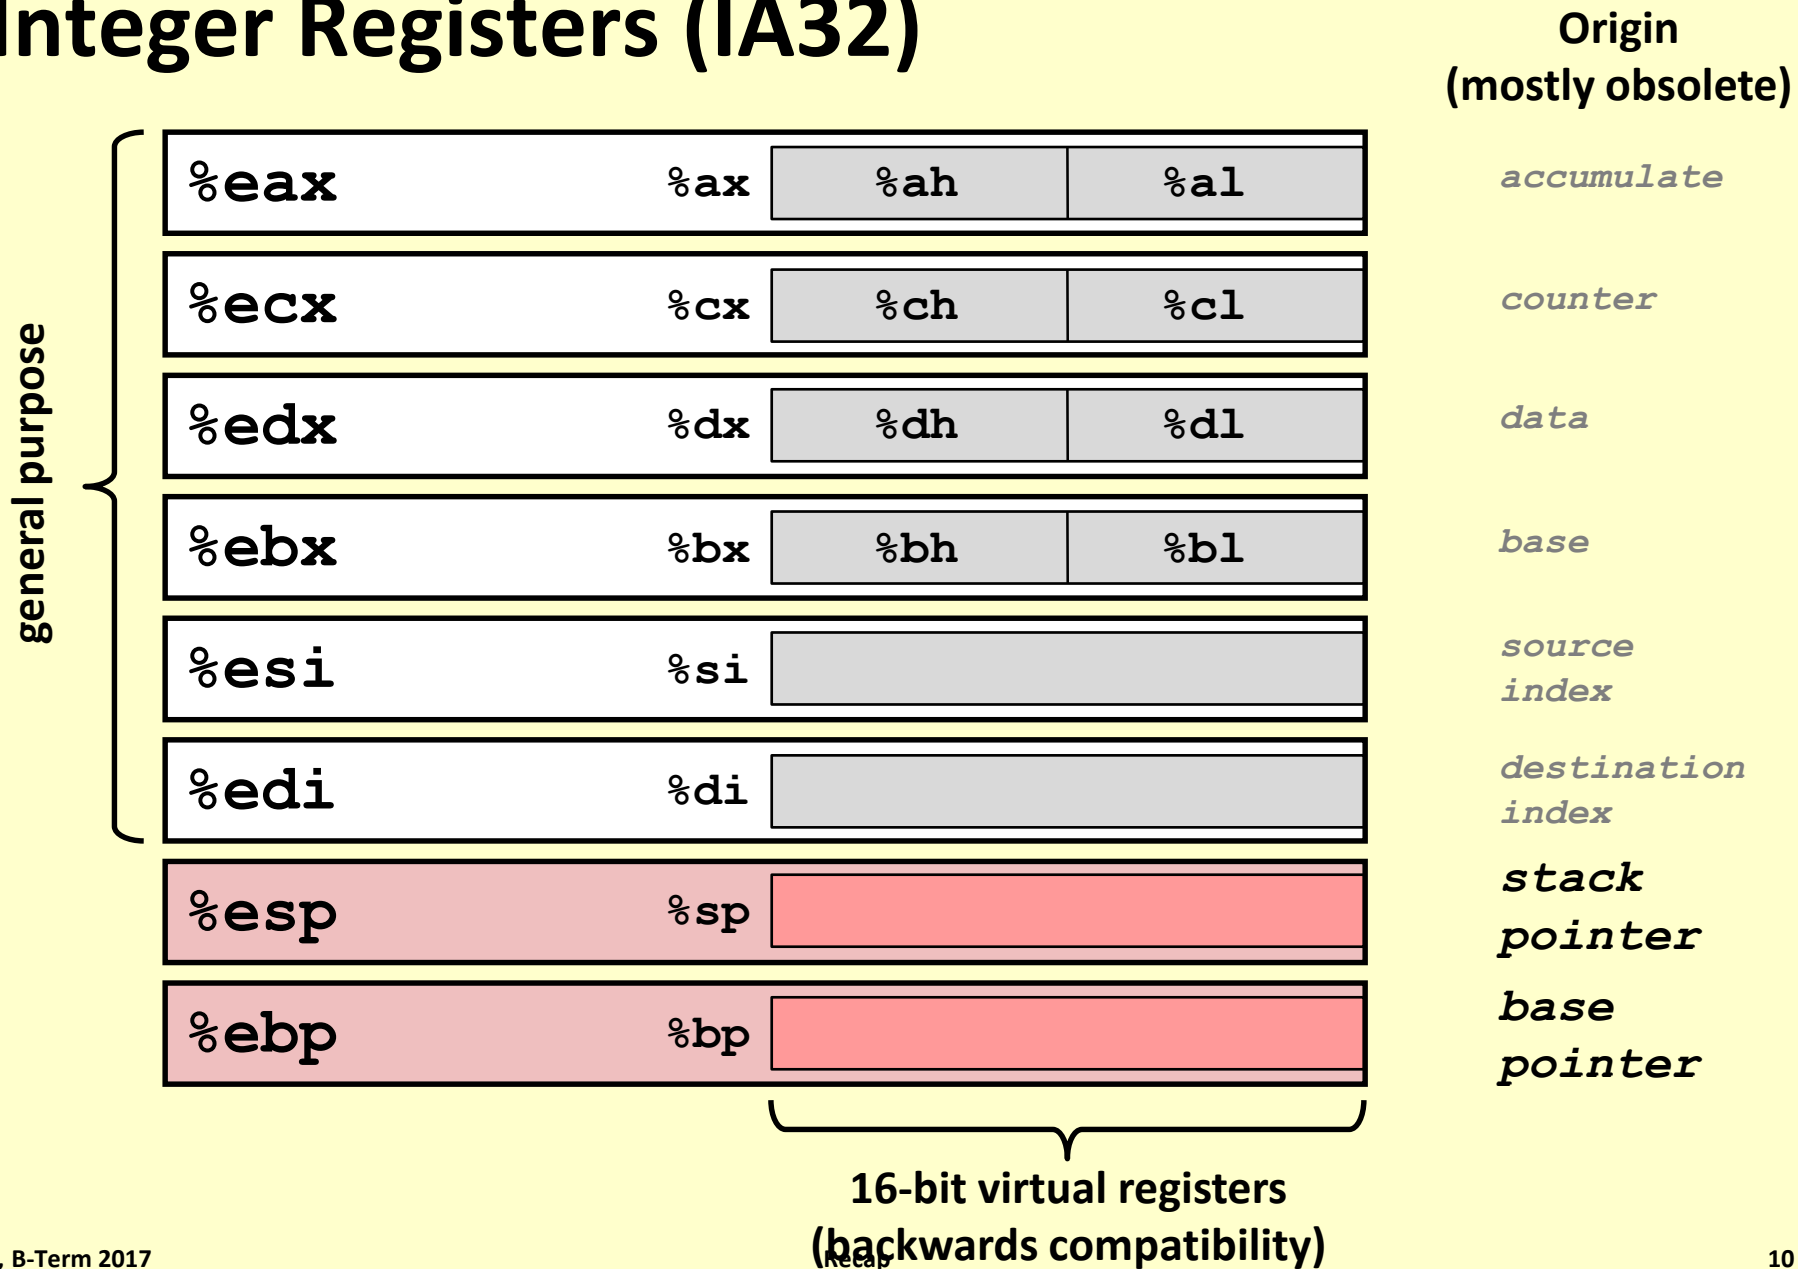 Integer Registers (IA32)
Origin
(mostly obsolete)
general purpose
%eax %ax %ah %al accumulate
%ecx %cx %ch %cl counter
%edx %dx %dh %dl data
%ebx %bx %bh %bl base
%esi %si source
index
%edi %di destination
index
%esp %sp stack
pointer
%ebp %bp base
pointer
16-bit virtual registers
(backwards compatibility)
, B-Term 2017 Recap 10